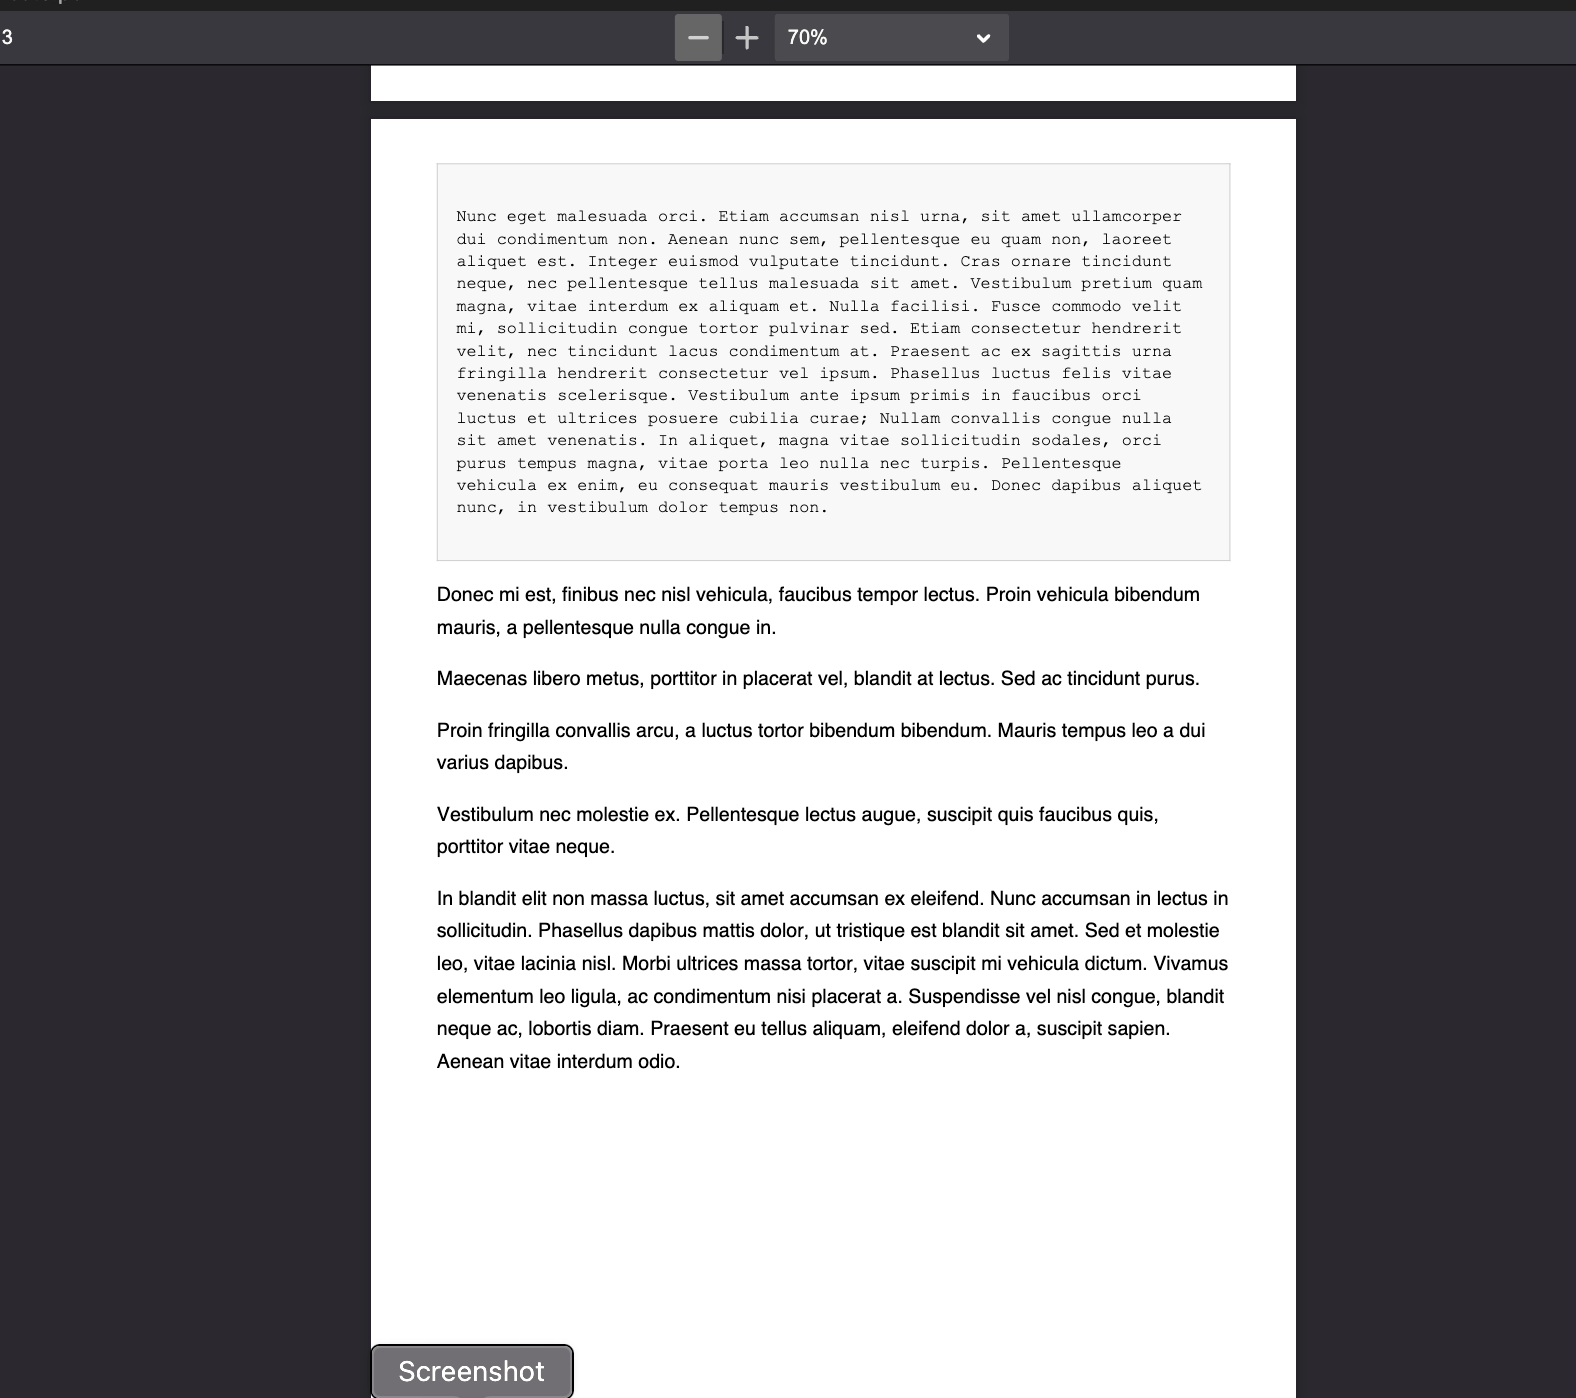 3
70%
Nunc eget malesuada orci. Etiam accumsan nisl urna, sit amet ullamcorper
dui condimentum non. Aenean nunc sem, pellentesque eu quam non, laoreet
aliquet est. Integer euismod vulputate tincidunt. Cras ornare tincidunt
neque, nec pellentesque tellus malesuada sit amet. Vestibulum pretium quam
magna, vitae interdum ex aliquam et. Nulla facilisi. Fusce commodo velit
mi, sollicitudin congue tortor pulvinar sed. Etiam consectetur hendrerit
velit, nec tincidunt lacus condimentum at. Praesent ac ex sagittis urna
fringilla hendrerit consectetur vel ipsum. Phasellus luctus felis vitae
venenatis scelerisque. Vestibulum ante ipsum primis in faucibus orci
luctus et ultrices posuere cubilia curae; Nullam convallis congue nulla
sit amet venenatis. In aliquet, magna vitae sollicitudin sodales, orci
purus tempus magna, vitae porta leo nulla nec turpis. Pellentesque
vehicula ex enim, eu consequat mauris vestibulum eu. Donec dapibus aliquet
nunc, in vestibulum dolor tempus non.
Donec mi est, finibus nec nisl vehicula, faucibus tempor lectus. Proin vehicula bibendum
mauris, a pellentesque nulla congue in.
Maecenas libero metus, porttitor in placerat vel, blandit at lectus. Sed ac tincidunt purus.
Proin fringilla convallis arcu, a luctus tortor bibendum bibendum. Mauris tempus leo a dui
varius dapibus.
Vestibulum nec molestie ex. Pellentesque lectus augue, suscipit quis faucibus quis,
porttitor vitae neque.
In blandit elit non massa luctus, sit amet accumsan ex eleifend. Nunc accumsan in lectus in
sollicitudin. Phasellus dapibus mattis dolor, ut tristique est blandit sit amet. Sed et molestie
leo, vitae lacinia nisl. Morbi ultrices massa tortor, vitae suscipit mi vehicula dictum. Vivamus
elementum leo ligula, ac condimentum nisi placerat a. Suspendisse vel nisl congue, blandit
neque ac, lobortis diam. Praesent eu tellus aliquam, eleifend dolor a, suscipit sapien.
Aenean vitae interdum odio.
Screenshot